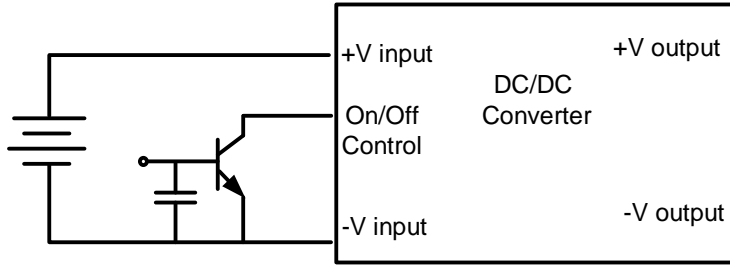 +V input
+V output
DC/DC
Converter
On/Off
Control
-V input
-V output